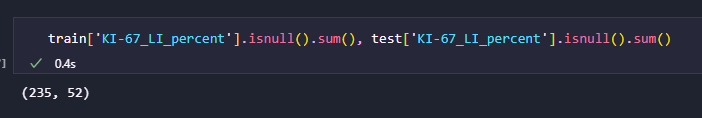 train['KI-67_LI_percent'].isnull().sum(), test['KI-67_LI_percent'].isnull().sum()
] ✓ 0.4s
(235, 52)